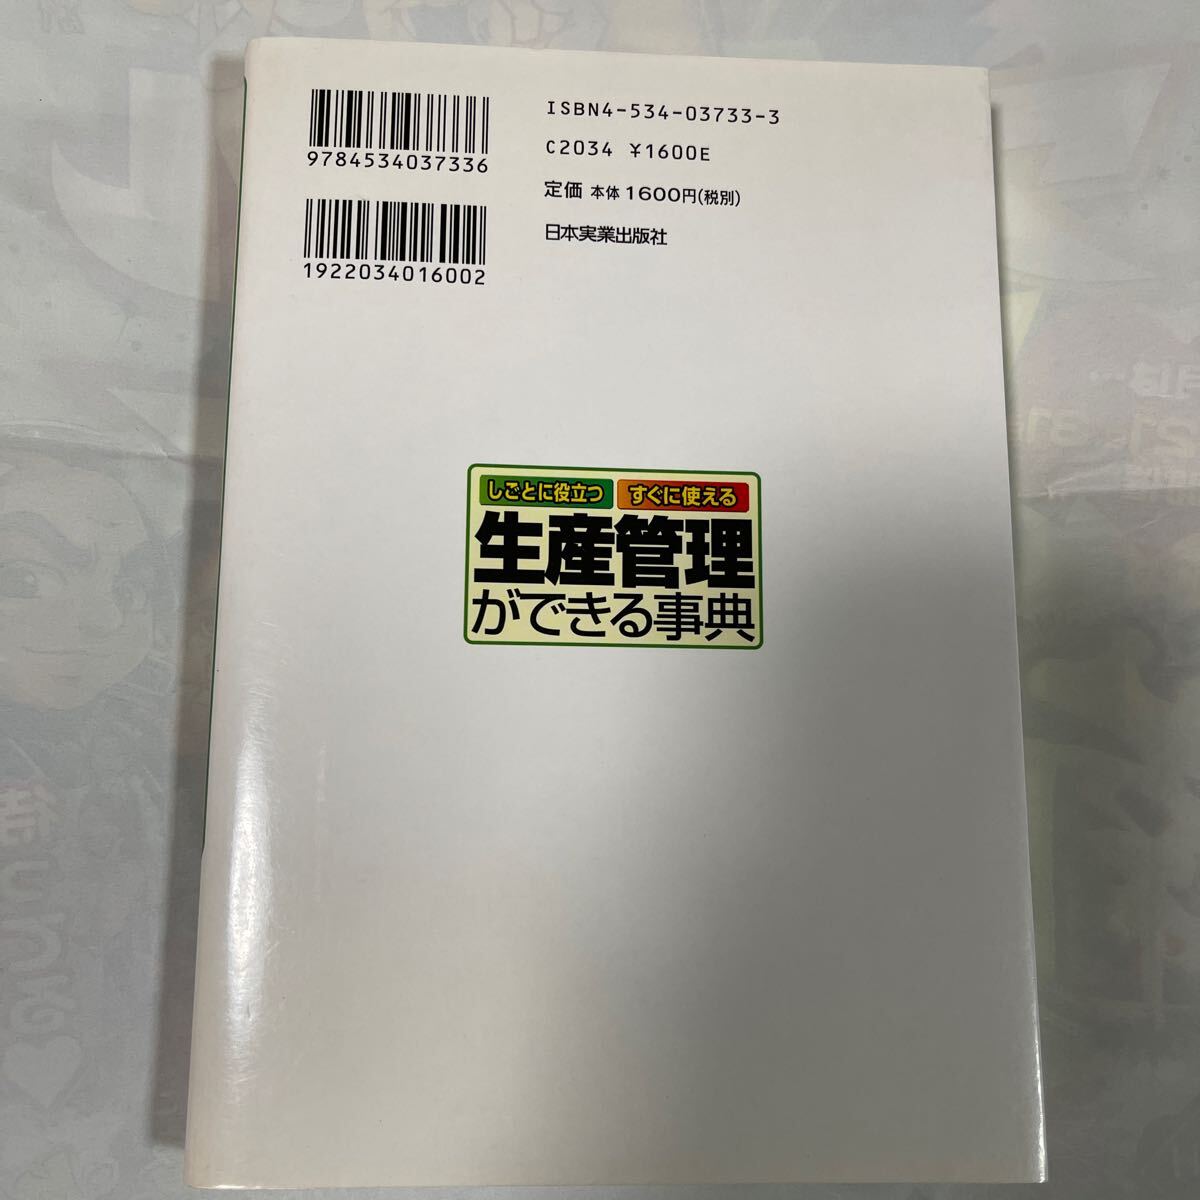 9784534037336
1922034016002
ISBN4-534-03733-3
C2034 ¥1600E
定価 本体1600円(税別)
日本実業出版社
しごとに役立つ すぐに使える
生産管理
ができる事典